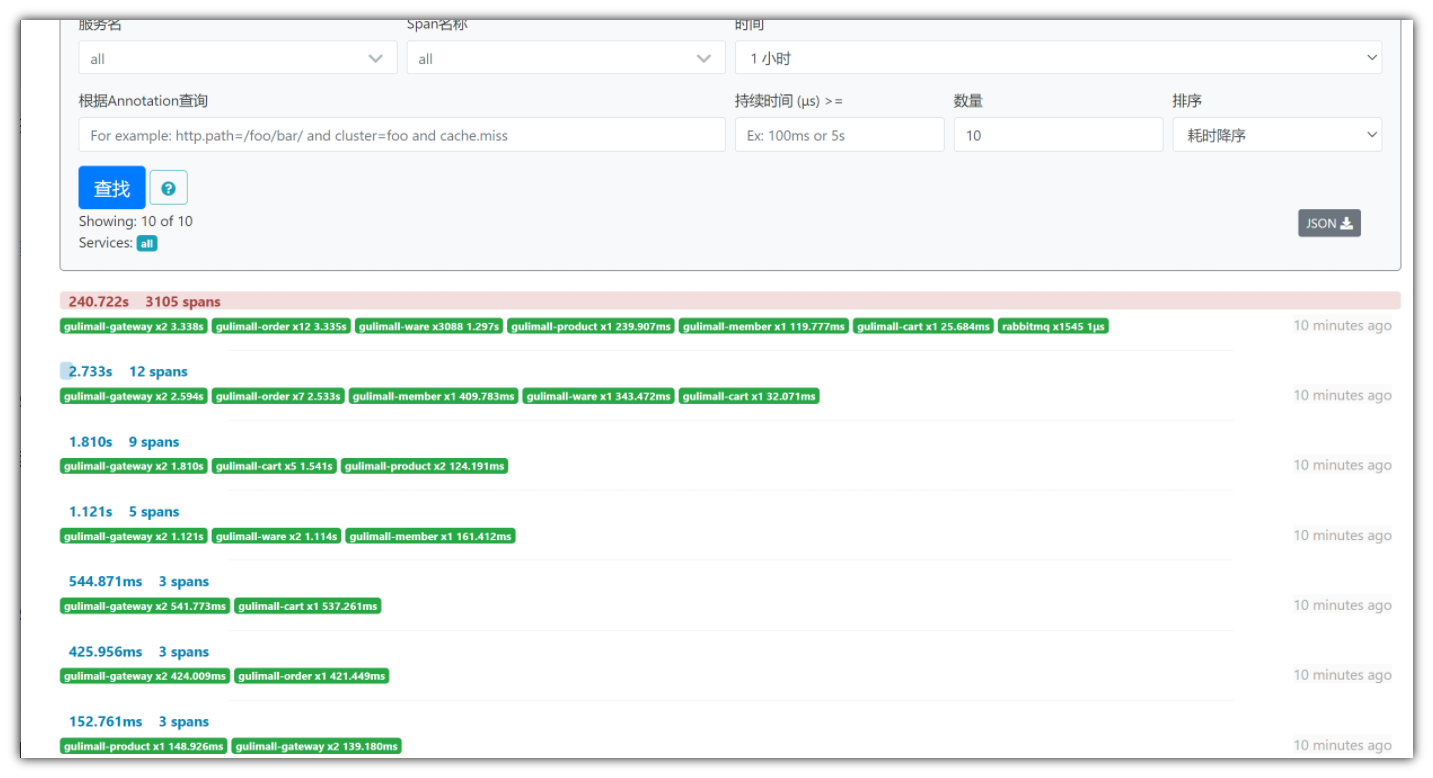 服务名 Span名称 时间
all all 1 小时
根据Annotation查询 持续时间 (μs) >= 数量 排序
For example: http.path=/foo/bar/ and cluster=foo and cache.miss Ex: 100ms or 5s 10 耗时降序
查找
Showing: 10 of 10 JSON
Services: all
240.722s 3105 spans
gulimall-gateway x2 3.338s gulimall-order x12 3.335s gulimall-ware x3088 1.297s gulimall-product x1 239.907ms gulimall-member x1 119.777ms gulimall-cart x1 25.684ms rabbitmq x1545 1μs 10 minutes ago
2.733s 12 spans
gulimall-gateway x2 2.594s gulimall-order x7 2.533s gulimall-member x1 409.783ms gulimall-ware x1 343.472ms gulimall-cart x1 32.071ms 10 minutes ago
1.810s 9 spans
gulimall-gateway x2 1.810s gulimall-cart x5 1.541s gulimall-product x2 124.191ms 10 minutes ago
1.121s 5 spans
gulimall-gateway x2 1.121s gulimall-ware x2 1.114s gulimall-member x1 161.412ms 10 minutes ago
544.871ms 3 spans
gulimall-gateway x2 541.773ms gulimall-cart x1 537.261ms 10 minutes ago
425.956ms 3 spans
gulimall-gateway x2 424.009ms gulimall-order x1 421.449ms 10 minutes ago
152.761ms 3 spans
gulimall-product x1 148.926ms gulimall-gateway x2 139.180ms 10 minutes ago